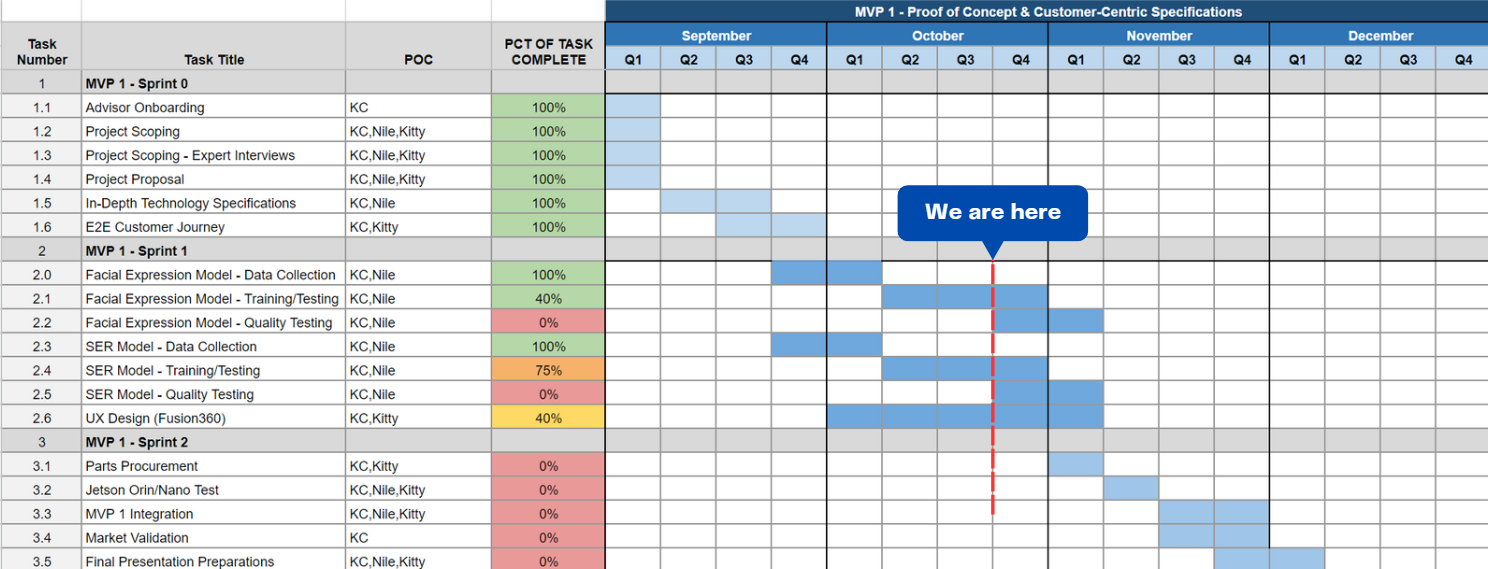 MVP 1 - Proof of Concept & Customer-Centric Specifications
September October November December
Task Number Task Title POC PCT OF TASK COMPLETE Q1 Q2 Q3 Q4 Q1 Q2 Q3 Q4 Q1 Q2 Q3 Q4 Q1 Q2 Q3 Q4
1 MVP 1 - Sprint 0
1.1 Advisor Onboarding KC 100%
1.2 Project Scoping KC,Nile,Kitty 100%
1.3 Project Scoping - Expert Interviews KC,Nile,Kitty 100%
1.4 Project Proposal KC,Nile,Kitty 100%
1.5 In-Depth Technology Specifications KC,Nile 100%
We are here
1.6 E2E Customer Journey KC,Kitty 100%
2 MVP 1 - Sprint 1
2.0 Facial Expression Model - Data Collection KC,Nile 100%
2.1 Facial Expression Model - Training/Testing KC,Nile 40%
2.2 Facial Expression Model - Quality Testing KC,Nile 0%
2.3 SER Model - Data Collection KC,Nile 100%
2.4 SER Model - Training/Testing KC,Nile 75%
2.5 SER Model - Quality Testing KC,Nile 0%
2.6 UX Design (Fusion360) KC,Kitty 40%
3 MVP 1 - Sprint 2
3.1 Parts Procurement KC,Kitty 0%
3.2 Jetson Orin/Nano Test KC,Nile,Kitty 0%
3.3 MVP 1 Integration KC,Nile,Kitty 0%
3.4 Market Validation KC 0%
3.5 Final Presentation Preparations KC,Nile,Kitty 0%